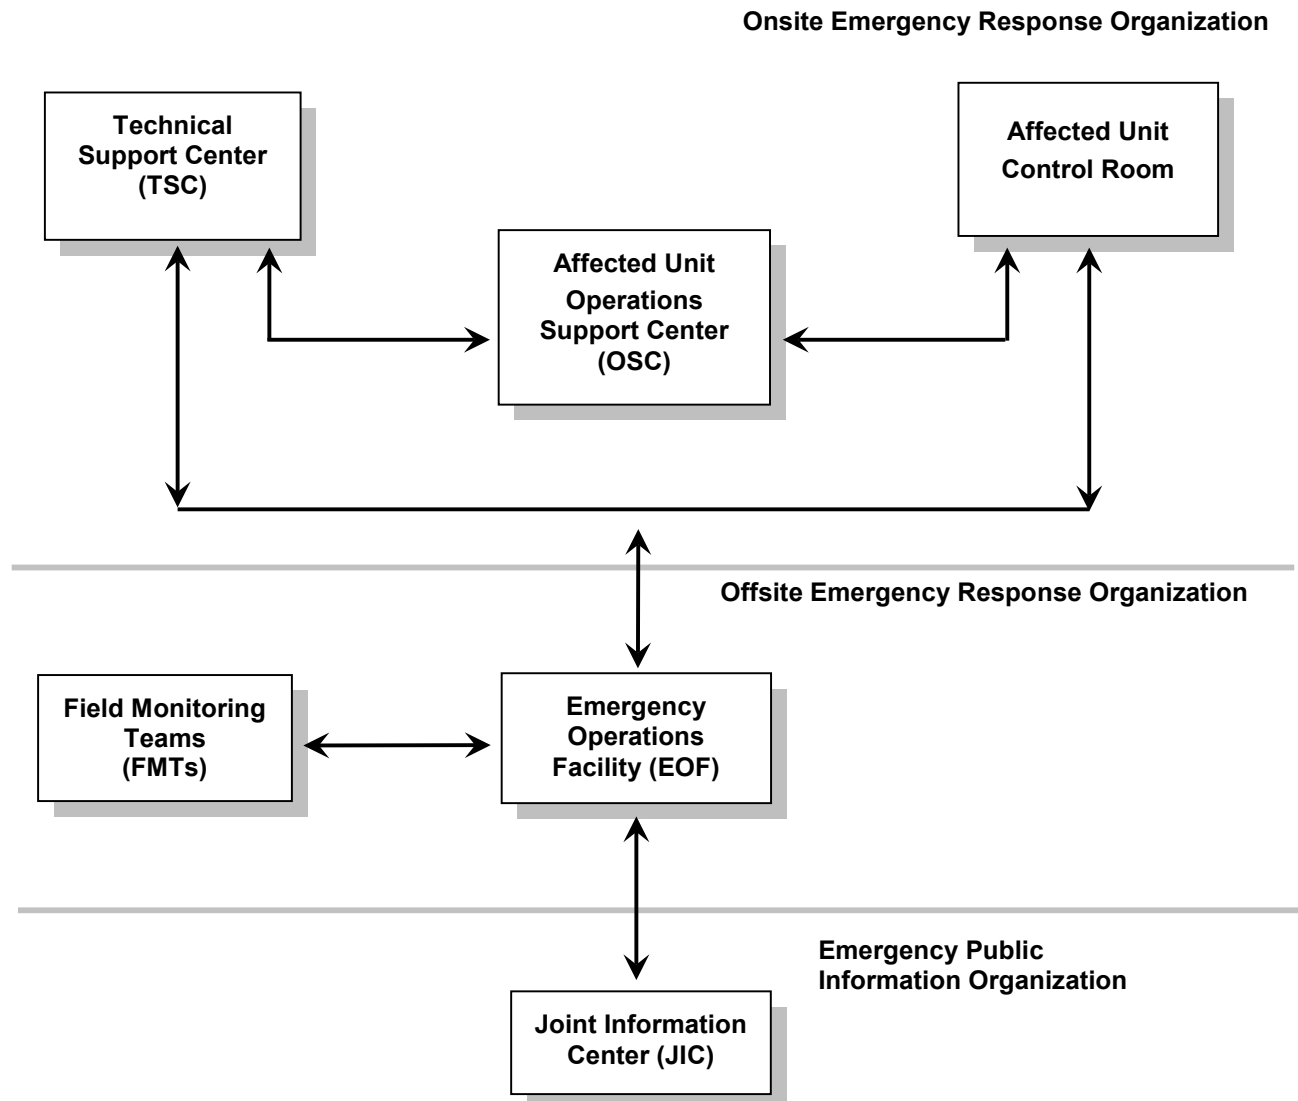 Onsite Emergency Response Organization
Technical
Support Center
(TSC)
Affected Unit
Control Room
Affected Unit
Operations
Support Center
(OSC)
Offsite Emergency Response Organization
Field Monitoring
Teams
(FMTs)
Emergency
Operations
Facility (EOF)
Emergency Public
Information Organization
Joint Information
Center (JIC)